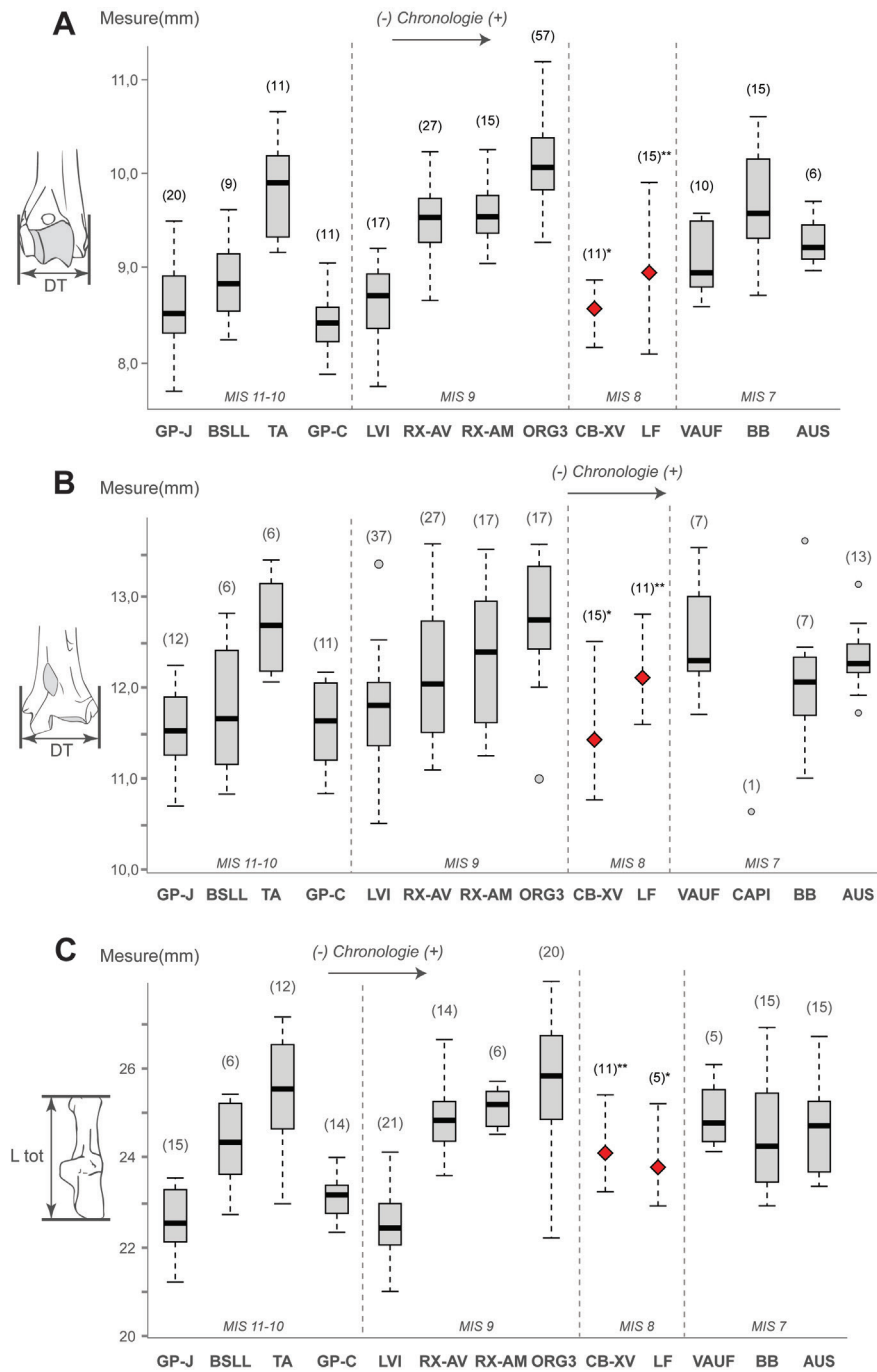 A
Mesure(mm)
(-) Chronologie (+)
11,0
10,0
9,0
8,0
DT
(20)
(9)
(11)
(11)
(17)
(27)
(15)
(57)
(11)*
(15)**
(10)
(15)
(6)
MIS 11-10
MIS 9
MIS 8
MIS 7
GP-J BSLL TA GP-C LVI RX-AV RX-AM ORG3 CB-XV LF VAUF BB AUS
B
Mesure(mm)
(-) Chronologie (+)
13,0
12,0
11,0
10,0
DT
(12)
(6)
(6)
(11)
(37)
(27)
(17)
(17)
(15)*
(11)**
(7)
(1)
(7)
(13)
MIS 11-10
MIS 9
MIS 8
MIS 7
GP-J BSLL TA GP-C LVI RX-AV RX-AM ORG3 CB-XV LF VAUF CAPI BB AUS
C
Mesure(mm)
(-) Chronologie (+)
26
24
22
20
L tot
(15)
(6)
(12)
(14)
(21)
(14)
(6)
(20)
(11)**
(5)*
(5)
(15)
(15)
MIS 11-10
MIS 9
MIS 8
MIS 7
GP-J BSLL TA GP-C LVI RX-AV RX-AM ORG3 CB-XV LF VAUF BB AUS